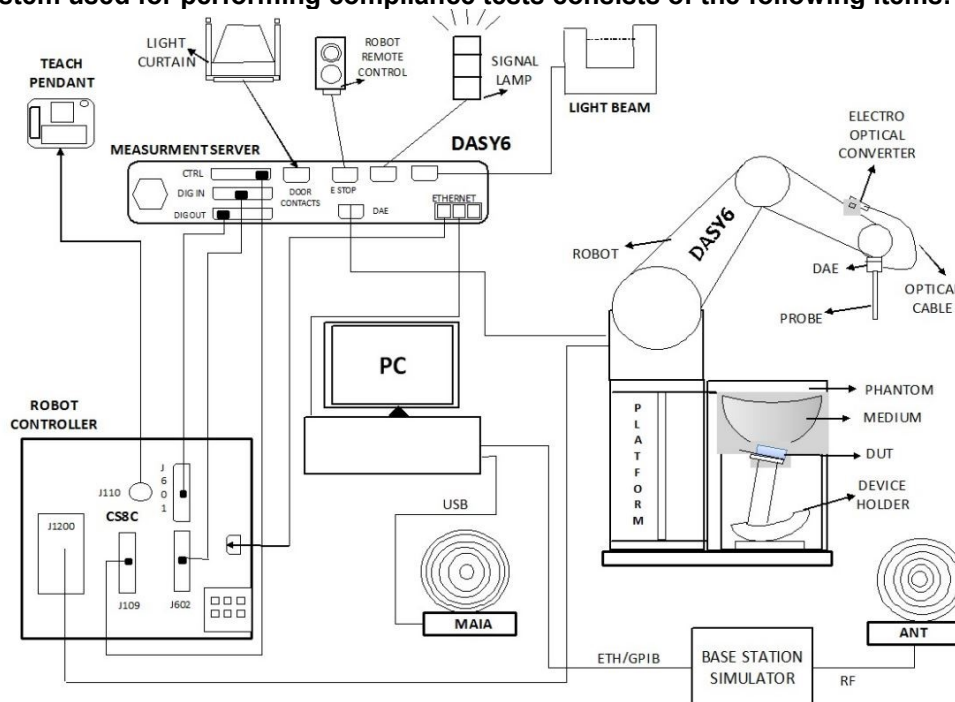 stem used for performing compliance tests consists of the following items:
LIGHT
CURTAIN
ROBOT
REMOTE
CONTROL
SIGNAL
LAMP
LIGHT BEAM
TEACH
PENDANT
ELECTRO
OPTICAL
CONVERTER
MEASURMENT SERVER
DASY6
CTRL
DIG IN
DIG OUT
DOOR
CONTACTS
E STOP
DAE
ETHERNET
ROBOT
DASY6
DAE
OPTICAL
CABLE
PROBE
PC
PLATFORM
PHANTOM
MEDIUM
DUT
DEVICE
HOLDER
ROBOT
CONTROLLER
J601
J110
CS8C
J1200
J109
J602
USB
MAIA
ANT
ETH/GPIB
BASE STATION
SIMULATOR
RF